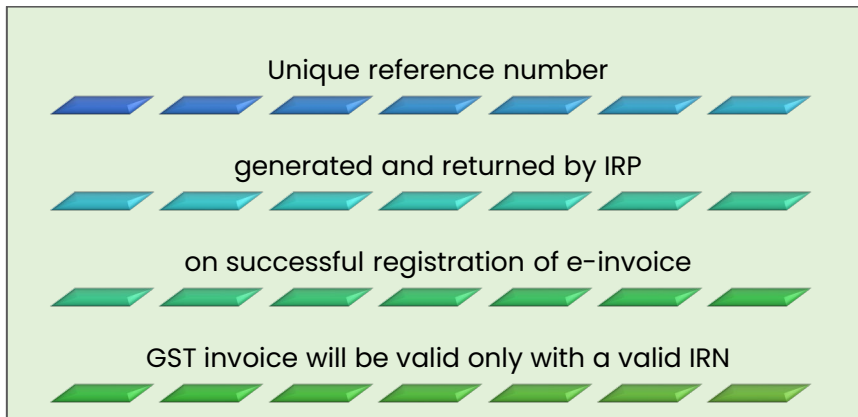 Unique reference number
generated and returned by IRP
on successful registration of e-invoice
GST invoice will be valid only with a valid IRN